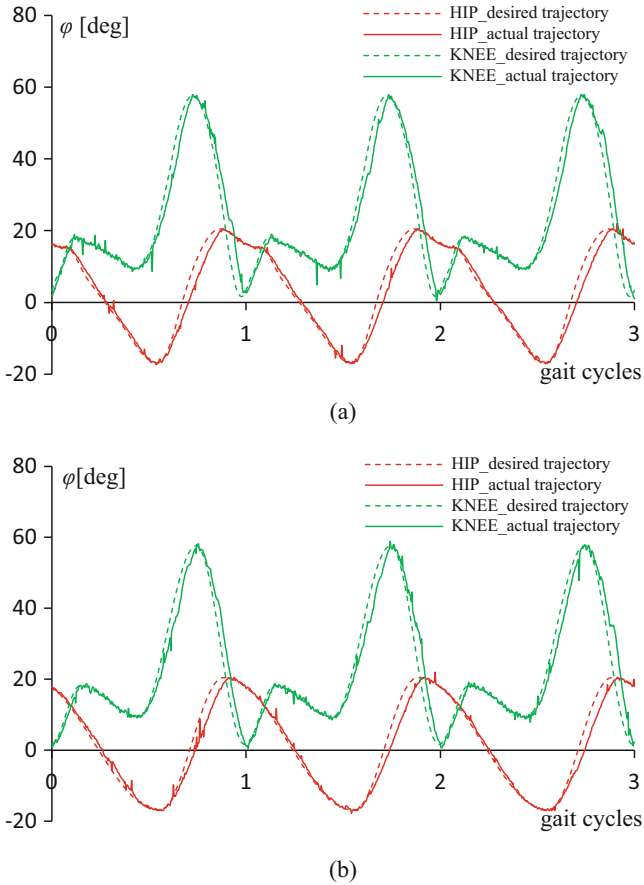 80
φ [deg]
HIP_desired trajectory
HIP_actual trajectory
KNEE_desired trajectory
KNEE_actual trajectory
60
40
20
0
0
1
2
3
-20
gait cycles
(a)
80
φ[deg]
HIP_desired trajectory
HIP_actual trajectory
KNEE_desired trajectory
KNEE_actual trajectory
60
40
20
0
0
1
2
3
-20
gait cycles
(b)